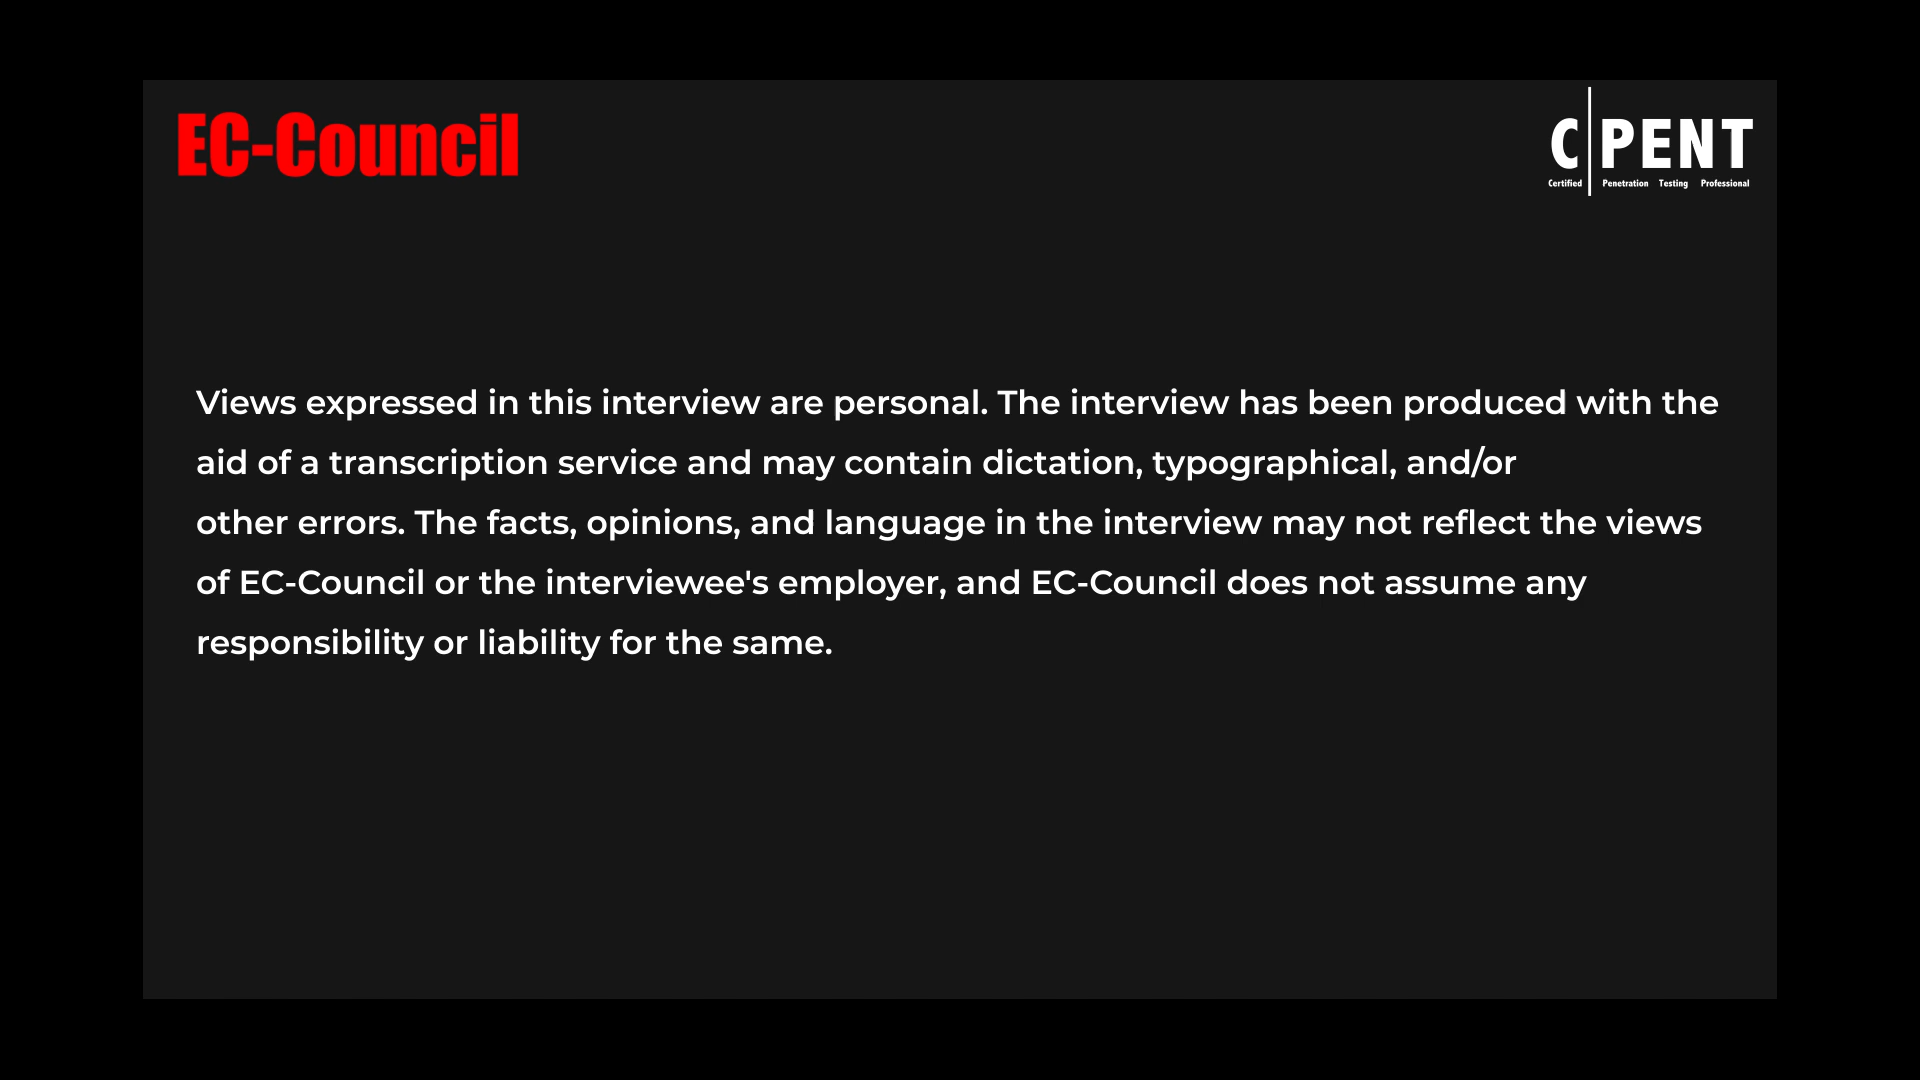 EC-Council
C|PENT
Certified Penetration Testing Professional
Views expressed in this interview are personal. The interview has been produced with the
aid of a transcription service and may contain dictation, typographical, and/or
other errors. The facts, opinions, and language in the interview may not reflect the views
of EC-Council or the interviewee's employer, and EC-Council does not assume any
responsibility or liability for the same.